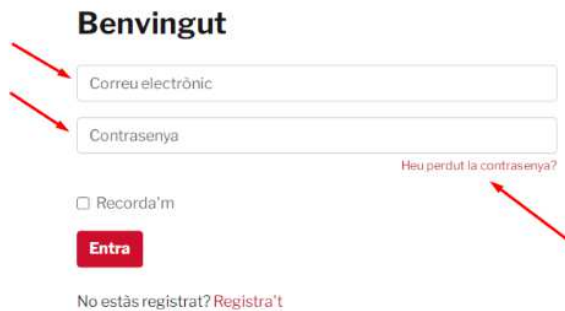 Benvingut
Correu electrònic
Contrasenya
Heu perdut la contrasenya?
Recorda'm
Entra
No estàs registrat? Registra't